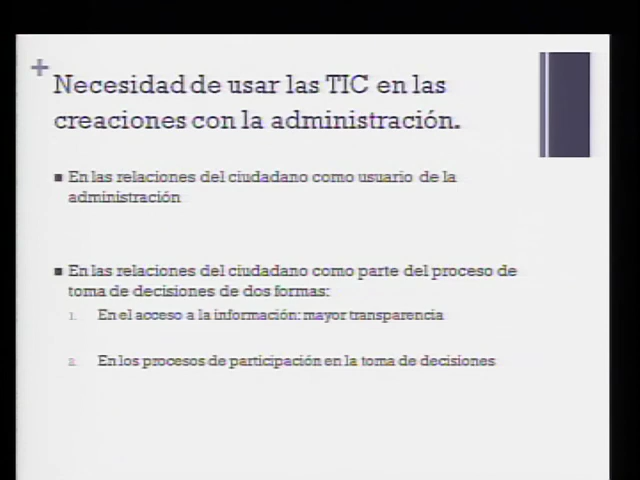 Necesidad de usar las TIC en las
creaciones con la administración.
En las relaciones del ciudadano como usuario de la
administración
En las relaciones del ciudadano como parte del proceso de
toma de decisiones de dos formas:
1. En el acceso a la información: mayor transparencia
2. En los procesos de participación en la toma de decisiones